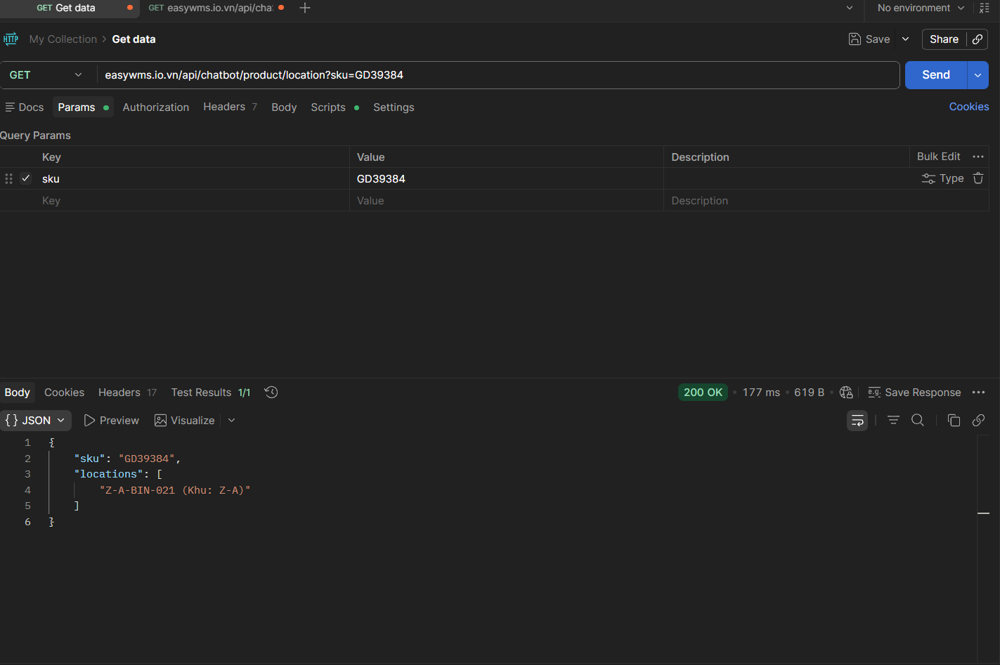 GET Get data GET easywms.io.vn/api/cha No environment
HTTP My Collection > Get data Save Share
GET easywms.io.vn/api/chatbot/product/location?sku=GD39384 Send
Docs Params Authorization Headers 7 Body Scripts Settings Cookies
Query Params
Key Value Description Bulk Edit
sku GD39384 Type
Key Value Description
Body Cookies Headers 17 Test Results 1/1 200 OK 177 ms 619 B e.g. Save Response
{ } JSON Preview Visualize
1 {
2 "sku": "GD39384",
3 "locations": [
4 "Z-A-BIN-021 (Khu: Z-A)"
5 ]
6 }